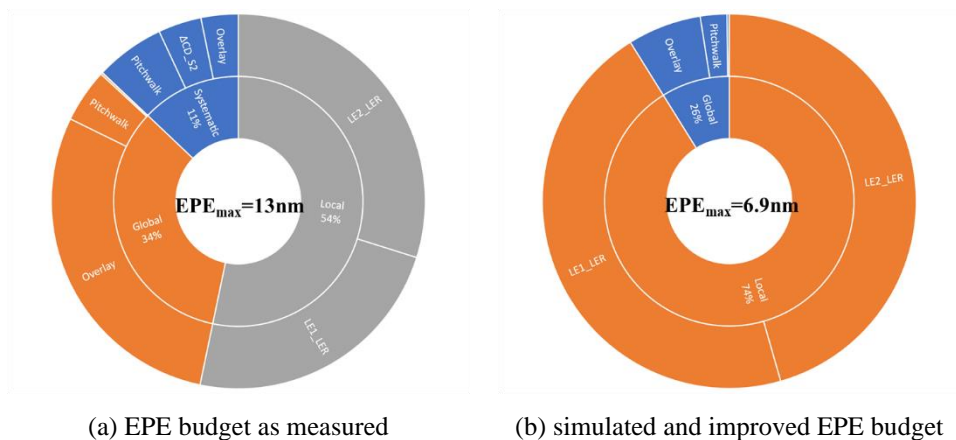 Overlay
ΔCD_S2
Pitchwalk
Systematic
11%
Pitchwalk
Global
34%
Overlay
LE2_LER
Local
54%
LE1_LER
EPEmax=13nm
Overlay
Pitchwalk
Global
26%
LE2_LER
LE1_LER
Local
74%
EPEmax=6.9nm
(a) EPE budget as measured
(b) simulated and improved EPE budget